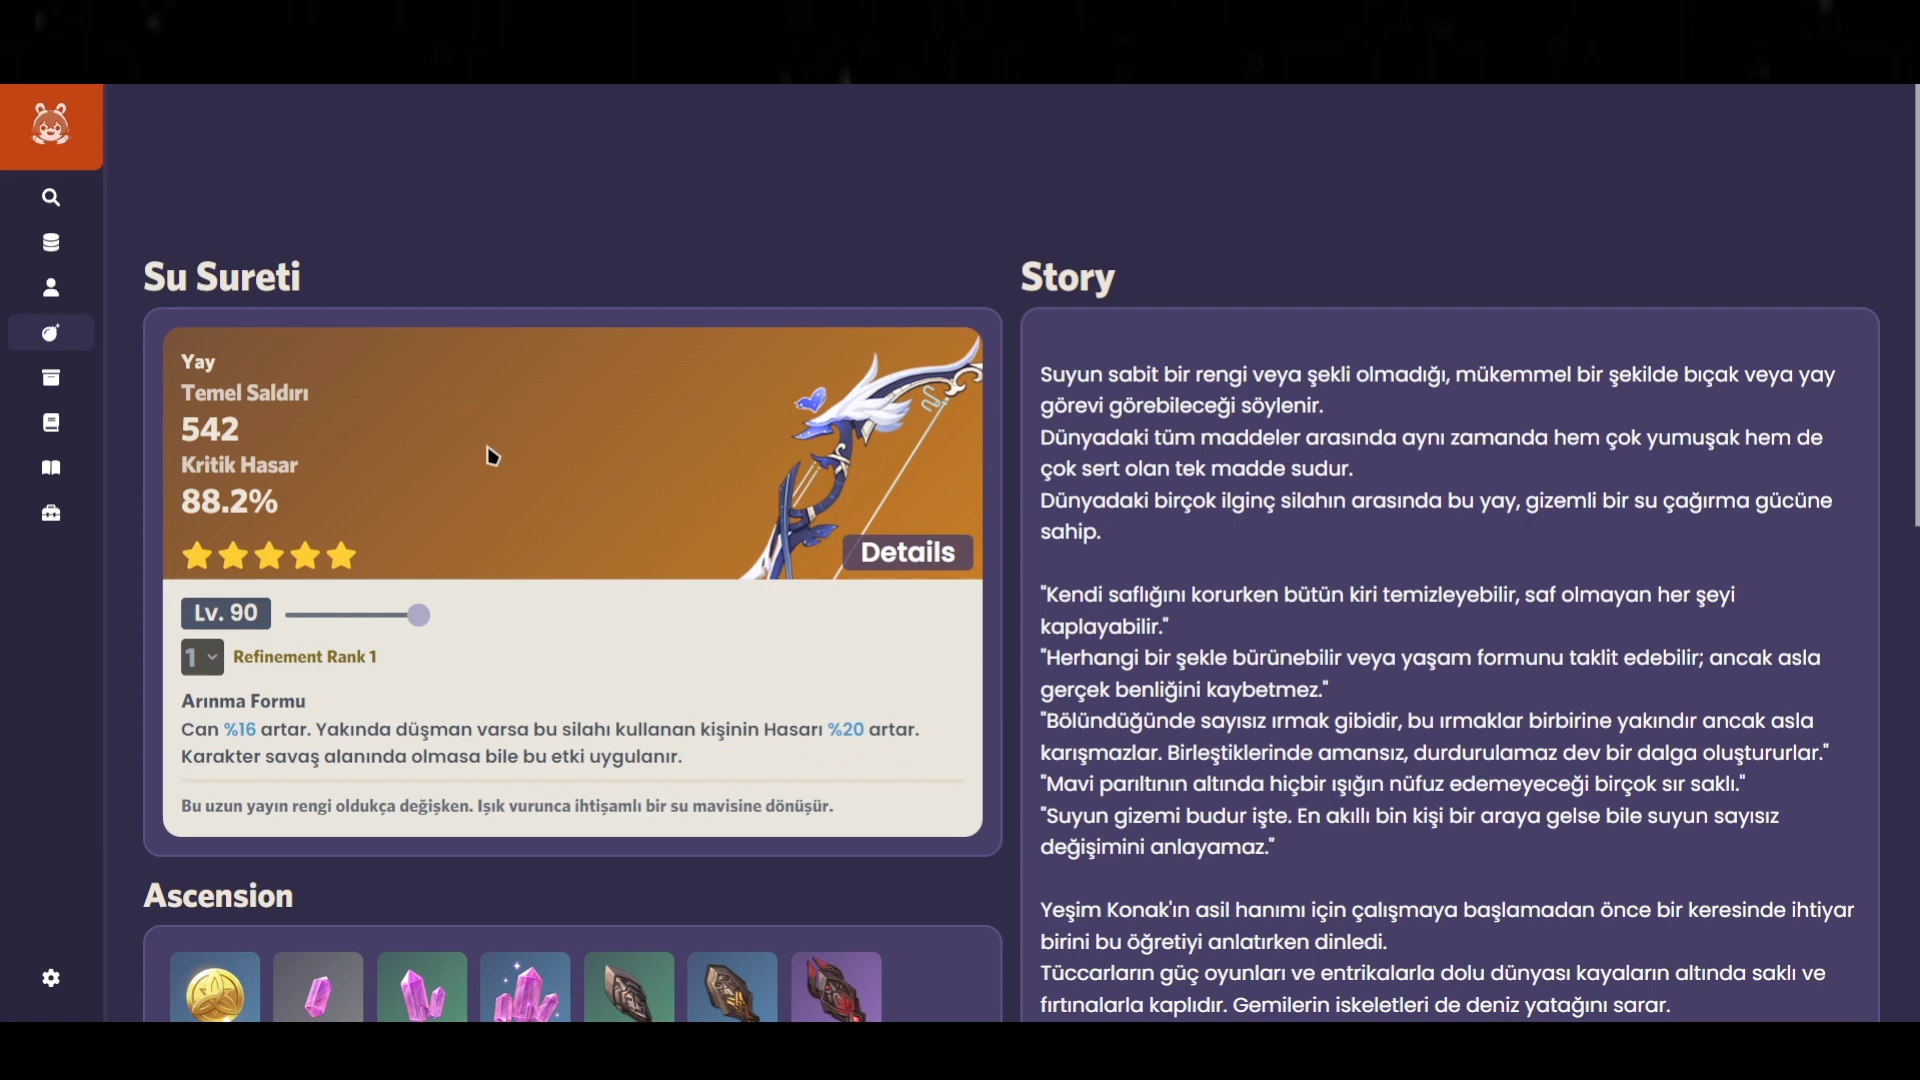 Su Sureti
Yay
Temel Saldırı
542
Kritik Hasar
88.2%
Details
Lv. 90
1
Refinement Rank 1
Arınma Formu
Can %16 artar. Yakında düşman varsa bu silahı kullanan kişinin Hasarı %20 artar.
Karakter savaş alanında olmasa bile bu etki uygulanır.
Bu uzun yayın rengi oldukça değişken. Işık vurunca ihtişamlı bir su mavisine dönüşür.
Ascension
Story
Suyun sabit bir rengi veya şekli olmadığı, mükemmel bir şekilde bıçak veya yay
görevi görebileceği söylenir.
Dünyadaki tüm maddeler arasında aynı zamanda hem çok yumuşak hem de
çok sert olan tek madde sudur.
Dünyadaki birçok ilginç silahın arasında bu yay, gizemli bir su çağırma gücüne
sahip.
"Kendi saflığını korurken bütün kiri temizleyebilir, saf olmayan her şeyi
kaplayabilir."
"Herhangi bir şekle bürünebilir veya yaşam formunu taklit edebilir; ancak asla
gerçek benliğini kaybetmez."
"Bölündüğünde sayısız ırmak gibidir, bu ırmaklar birbirine yakındır ancak asla
karışmazlar. Birleştiklerinde amansız, durdurulamaz dev bir dalga oluştururlar."
"Mavi parıltının altında hiçbir ışığın nüfuz edemeyeceği birçok sır saklı."
"Suyun gizemi budur işte. En akıllı bin kişi bir araya gelse bile suyun sayısız
değişimini anlayamaz."
Yeşim Konak'ın asil hanımı için çalışmaya başlamadan önce bir keresinde ihtiyar
birini bu öğretiyi anlatırken dinledi.
Tüccarların güç oyunları ve entrikalarla dolu dünyası kayaların altında saklı ve
fırtınalarla kaplıdır. Gemilerin iskeletleri de deniz yatağını sarar.